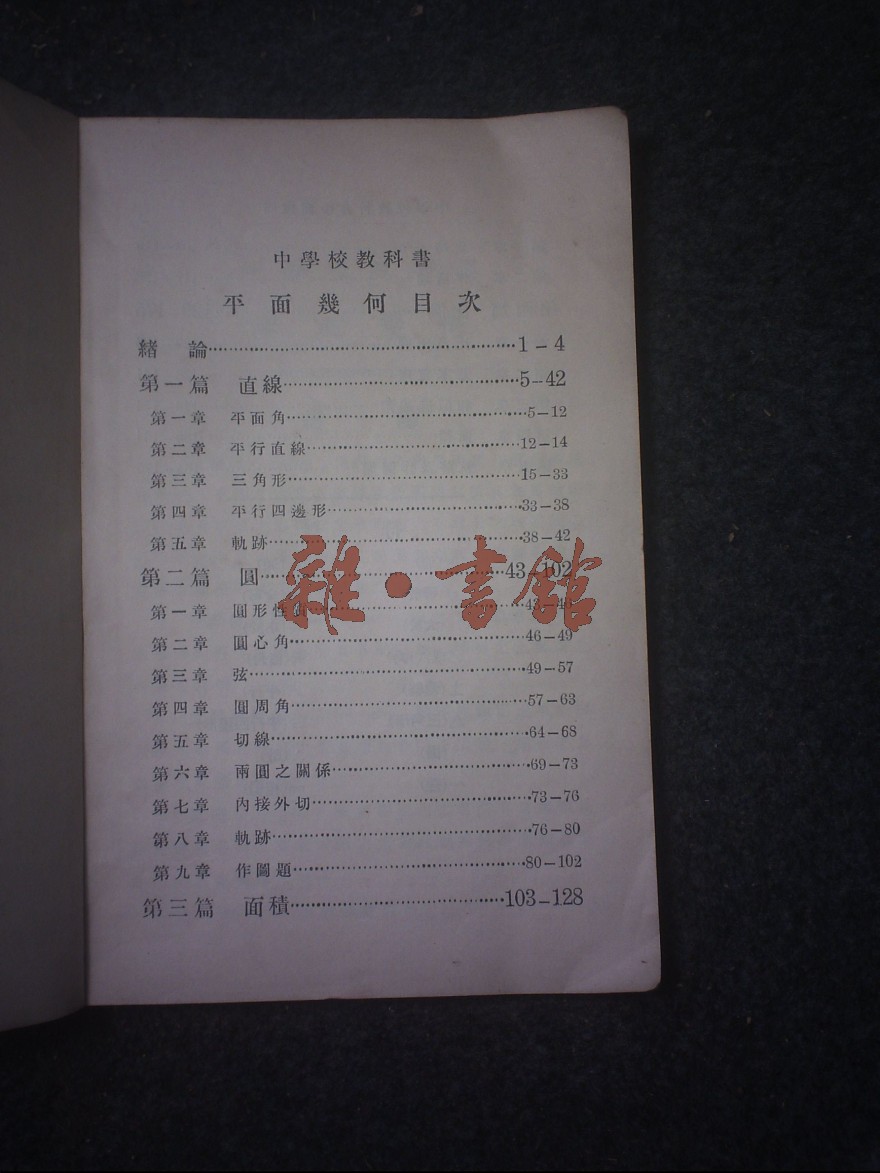 中學校教科書
平面幾何目次
緒論……1–4
第一篇 直線……5–42
第一章 平面角……5–12
第二章 平行直線……12–14
第三章 三角形……15–33
第四章 平行四邊形……33–38
第五章 軌跡……38–42
第二篇 圓……43–102
雜·書館
第一章 圓形性……43
第二章 圓心角……46–49
第三章 弦……49–57
第四章 圓周角……57–63
第五章 切線……64–68
第六章 兩圓之關係……69–73
第七章 內接外切……73–76
第八章 軌跡……76–80
第九章 作圖題……80–102
第三篇 面積……103–128